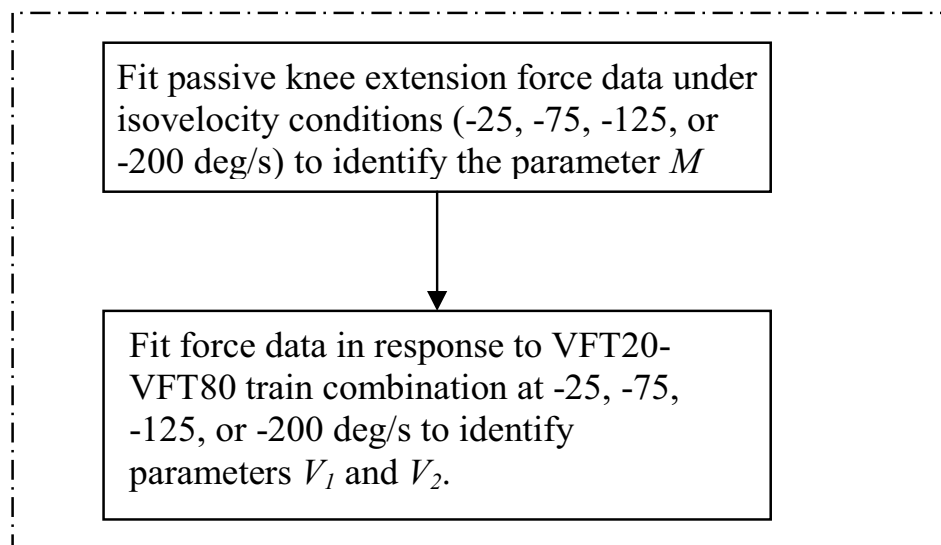 Fit passive knee extension force data under
isovelocity conditions (-25, -75, -125, or
-200 deg/s) to identify the parameter M
Fit force data in response to VFT20-
VFT80 train combination at -25, -75,
-125, or -200 deg/s to identify
parameters V1 and V2.